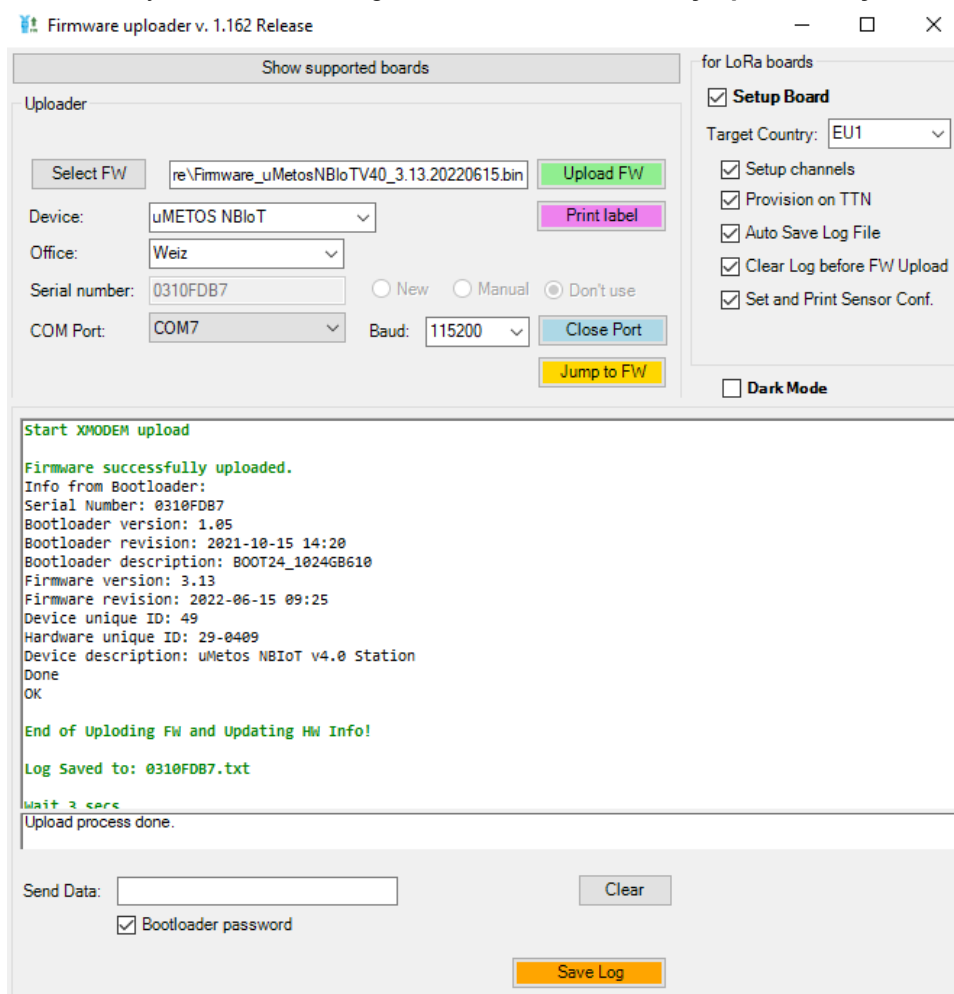 Firmware uploader v. 1.162 Release
Show supported boards
for LoRa boards
Uploader
Setup Board
Target Country: EU1
Select FW re\Firmware_uMetosNBIoTV40_3.13.20220615.bin Upload FW
Setup channels
Device: uMETOS NBIoT Print label
Provision on TTN
Office: Weiz
Auto Save Log File
Clear Log before FW Upload
Serial number: 0310FDB7 New Manual Don't use
Set and Print Sensor Conf.
COM Port: COM7 Baud: 115200 Close Port
Jump to FW
Dark Mode
Start XMODEM upload
Firmware successfully uploaded.
Info from Bootloader:
Serial Number: 0310FDB7
Bootloader version: 1.05
Bootloader revision: 2021-10-15 14:20
Bootloader description: BOOT24_1024GB610
Firmware version: 3.13
Firmware revision: 2022-06-15 09:25
Device unique ID: 49
Hardware unique ID: 29-0409
Device description: uMetos NBIoT v4.0 Station
Done
OK
End of Uploding FW and Updating HW Info!
Log Saved to: 0310FDB7.txt
Wait 3 secs
Upload process done.
Send Data:
Clear
Bootloader password
Save Log